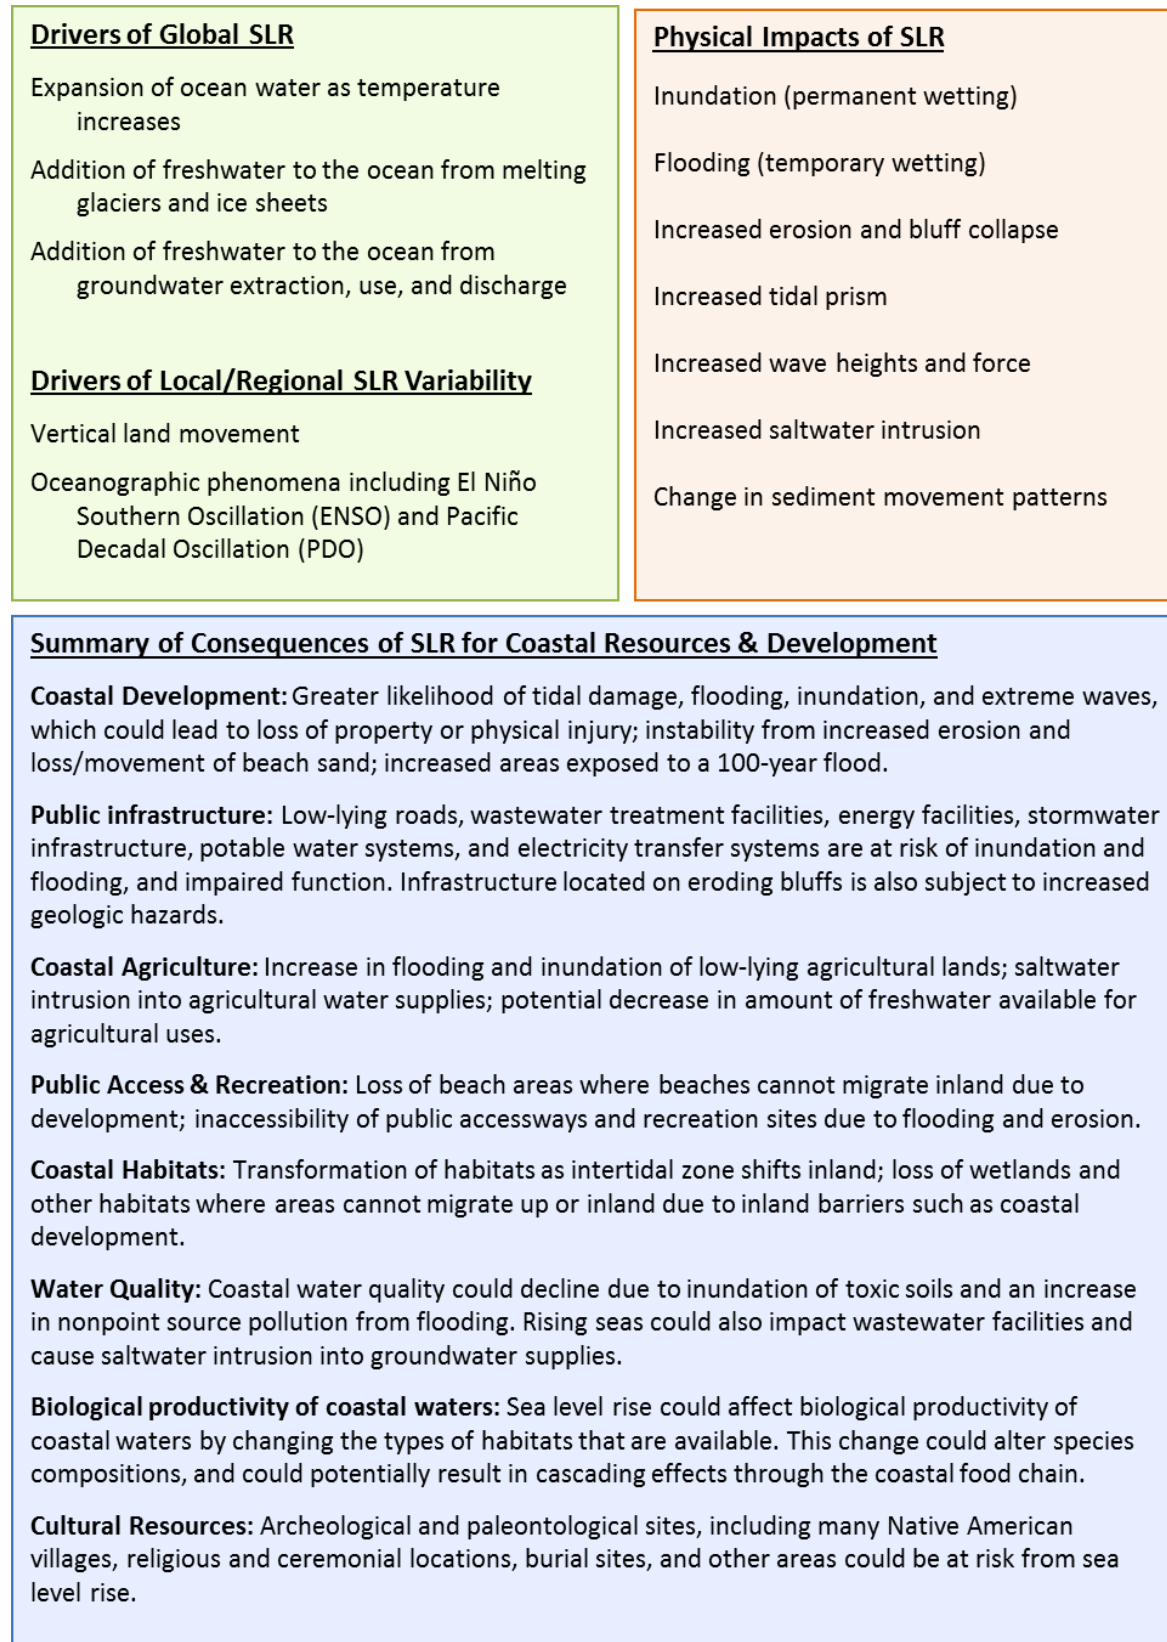 Drivers of Global SLR
Expansion of ocean water as temperature
increases
Addition of freshwater to the ocean from melting
glaciers and ice sheets
Addition of freshwater to the ocean from
groundwater extraction, use, and discharge
Drivers of Local/Regional SLR Variability
Vertical land movement
Oceanographic phenomena including El Niño
Southern Oscillation (ENSO) and Pacific
Decadal Oscillation (PDO)
Physical Impacts of SLR
Inundation (permanent wetting)
Flooding (temporary wetting)
Increased erosion and bluff collapse
Increased tidal prism
Increased wave heights and force
Increased saltwater intrusion
Change in sediment movement patterns
Summary of Consequences of SLR for Coastal Resources & Development
Coastal Development: Greater likelihood of tidal damage, flooding, inundation, and extreme waves,
which could lead to loss of property or physical injury; instability from increased erosion and
loss/movement of beach sand; increased areas exposed to a 100-year flood.
Public infrastructure: Low-lying roads, wastewater treatment facilities, energy facilities, stormwater
infrastructure, potable water systems, and electricity transfer systems are at risk of inundation and
flooding, and impaired function. Infrastructure located on eroding bluffs is also subject to increased
geologic hazards.
Coastal Agriculture: Increase in flooding and inundation of low-lying agricultural lands; saltwater
intrusion into agricultural water supplies; potential decrease in amount of freshwater available for
agricultural uses.
Public Access & Recreation: Loss of beach areas where beaches cannot migrate inland due to
development; inaccessibility of public accessways and recreation sites due to flooding and erosion.
Coastal Habitats: Transformation of habitats as intertidal zone shifts inland; loss of wetlands and
other habitats where areas cannot migrate up or inland due to inland barriers such as coastal
development.
Water Quality: Coastal water quality could decline due to inundation of toxic soils and an increase
in nonpoint source pollution from flooding. Rising seas could also impact wastewater facilities and
cause saltwater intrusion into groundwater supplies.
Biological productivity of coastal waters: Sea level rise could affect biological productivity of
coastal waters by changing the types of habitats that are available. This change could alter species
compositions, and could potentially result in cascading effects through the coastal food chain.
Cultural Resources: Archeological and paleontological sites, including many Native American
villages, religious and ceremonial locations, burial sites, and other areas could be at risk from sea
level rise.